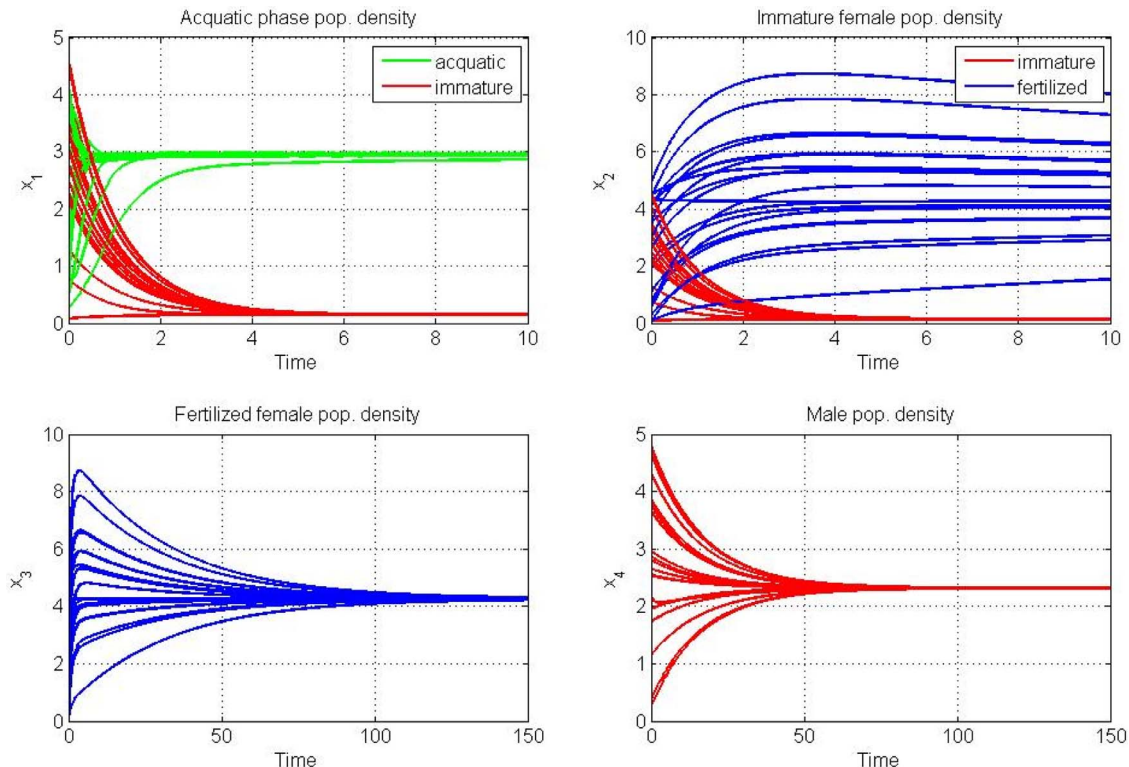 Acquatic phase pop. density
5
4
3
2
1
0
x1
acquatic
immature
0 2 4 6 8 10
Time
Immature female pop. density
10
8
6
4
2
0
x2
immature
fertilized
0 2 4 6 8 10
Time
Fertilized female pop. density
10
8
6
4
2
0
x3
0 50 100 150
Time
Male pop. density
5
4
3
2
1
0
x4
0 50 100 150
Time